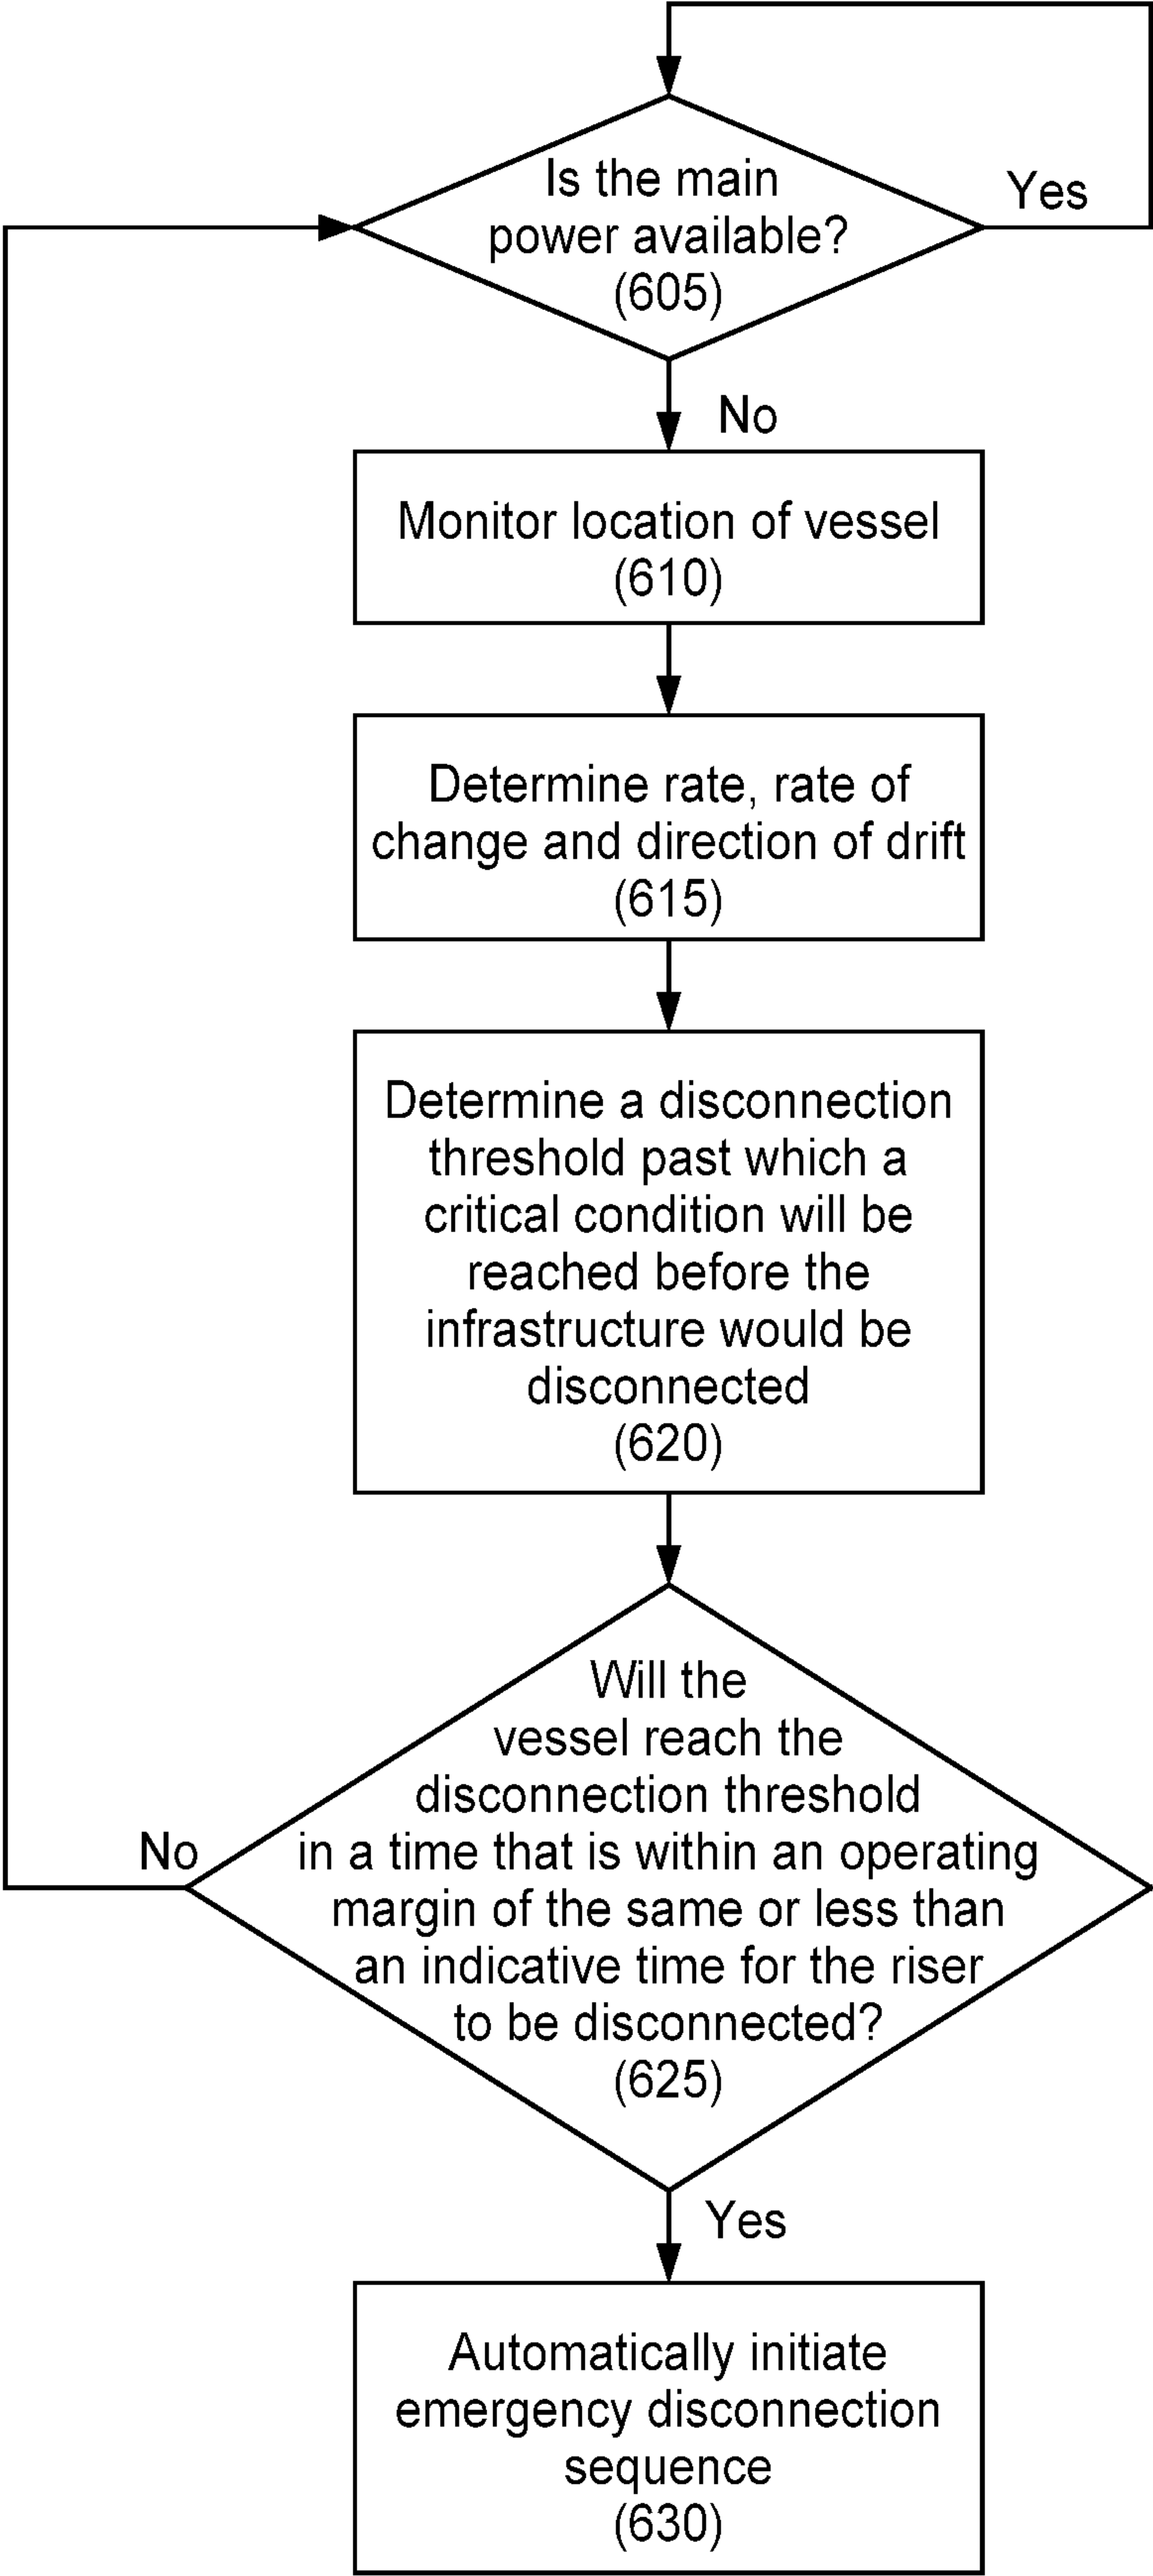 Is the main
power available?
(605)
Yes
No
Monitor location of vessel
(610)
Determine rate, rate of
change and direction of drift
(615)
Determine a disconnection
threshold past which a
critical condition will be
reached before the
infrastructure would be
disconnected
(620)
Will the
vessel reach the
disconnection threshold
in a time that is within an operating
margin of the same or less than
an indicative time for the riser
to be disconnected?
(625)
No
Yes
Automatically initiate
emergency disconnection
sequence
(630)